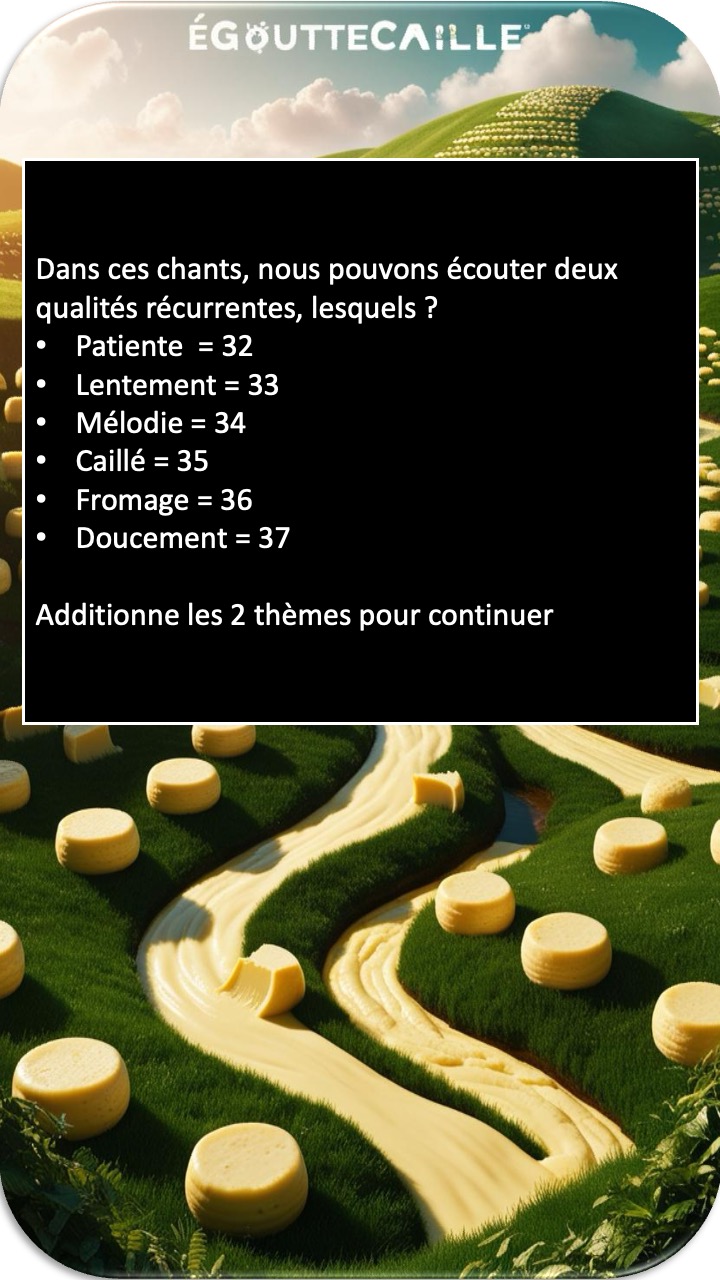 ÉGOUTTECAILLE
Dans ces chants, nous pouvons écouter deux
qualités récurrentes, lesquels ?
• Patiente = 32
• Lentement = 33
• Mélodie = 34
• Caillé = 35
• Fromage = 36
• Doucement = 37
Additionne les 2 thèmes pour continuer